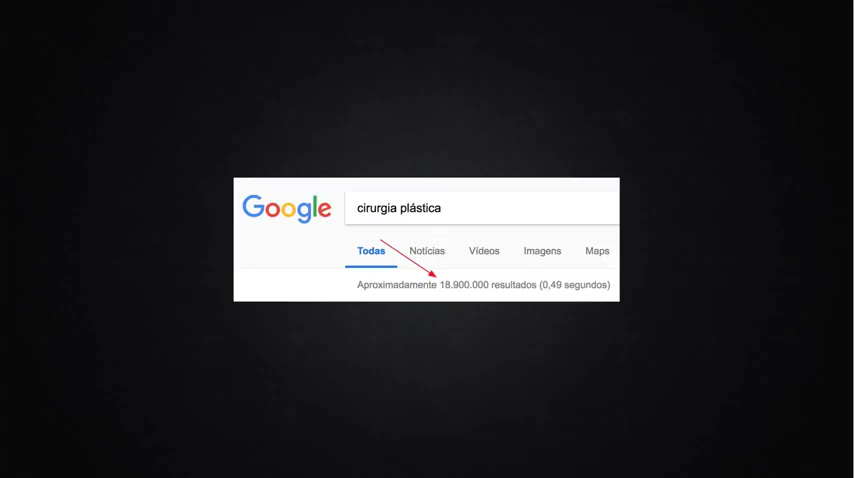 Google
cirurgia plástica
Todas Notícias Vídeos Imagens Maps
Aproximadamente 18.900.000 resultados (0,49 segundos)